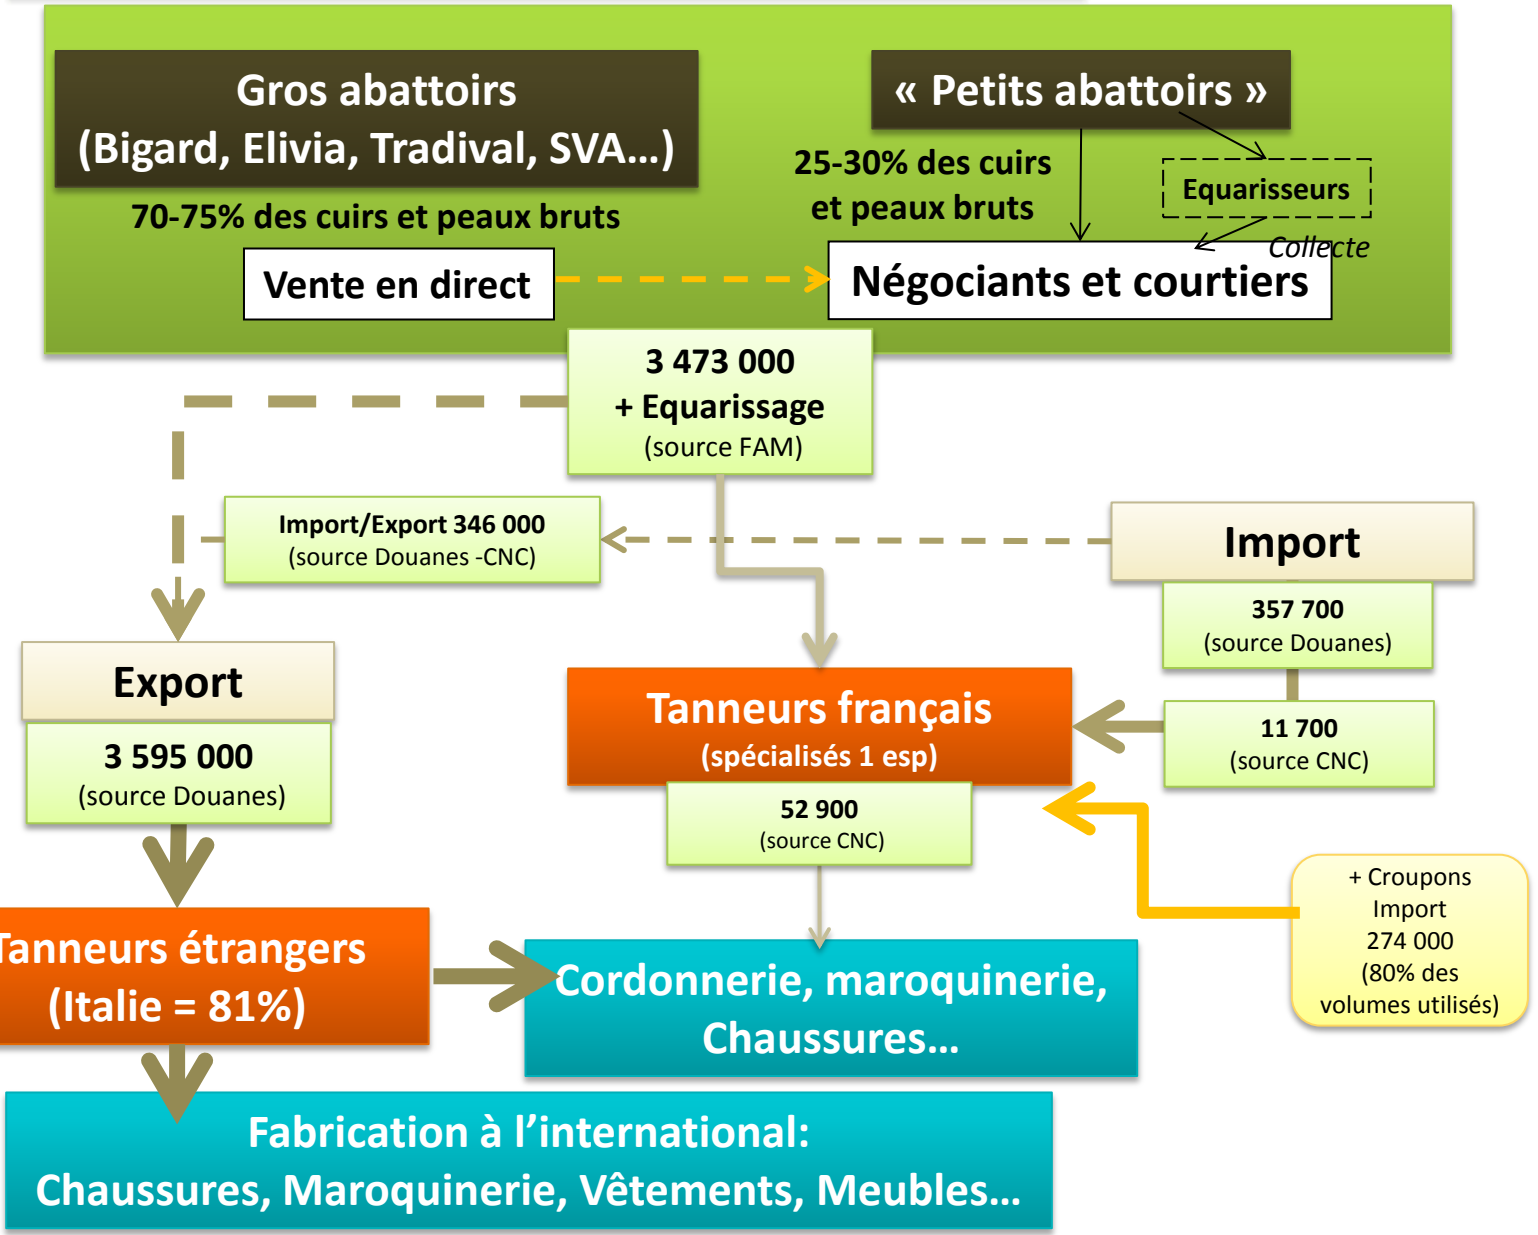 Gros abattoirs
(Bigard, Elivia, Tradival, SVA…)
« Petits abattoirs »
70-75% des cuirs et peaux bruts
25-30% des cuirs
et peaux bruts
Equarisseurs
Collecte
Vente en direct
Négociants et courtiers
3 473 000
+ Equarissage
(source FAM)
Import/Export 346 000
(source Douanes -CNC)
Import
357 700
(source Douanes)
11 700
(source CNC)
Export
3 595 000
(source Douanes)
Tanneurs français
(spécialisés 1 esp)
52 900
(source CNC)
+ Croupons
Import
274 000
(80% des
volumes utilisés)
Tanneurs étrangers
(Italie = 81%)
Cordonnerie, maroquinerie,
Chaussures…
Fabrication à l’international:
Chaussures, Maroquinerie, Vêtements, Meubles…